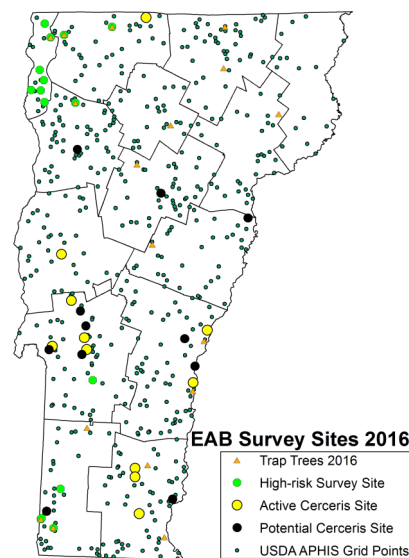 EAB Survey Sites 2016
Trap Trees 2016
High-risk Survey Site
Active Cerceris Site
Potential Cerceris Site
USDA APHIS Grid Points